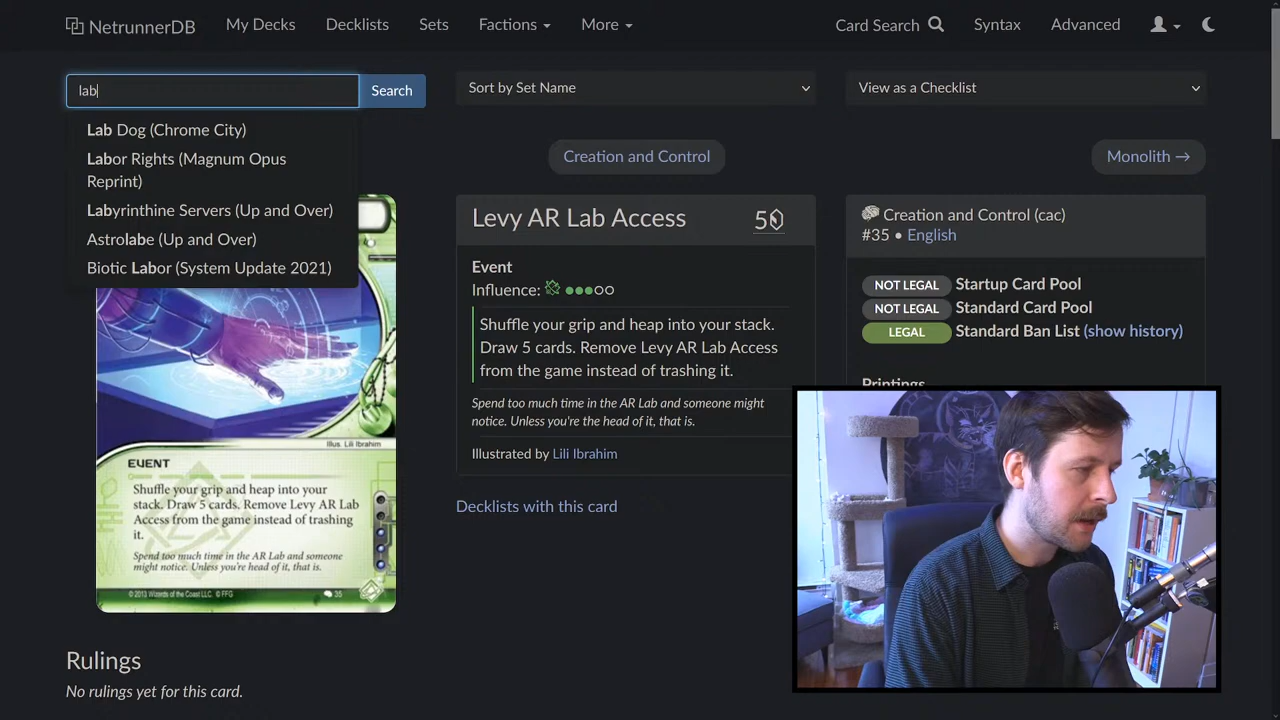 NetrunnerDB
My Decks
Decklists
Sets
Factions
More
Card Search
Syntax
Advanced
lab
Search
Sort by Set Name
View as a Checklist
Lab Dog (Chrome City)
Labor Rights (Magnum Opus
Reprint)
Labyrinthine Servers (Up and Over)
Astrolabe (Up and Over)
Biotic Labor (System Update 2021)
Creation and Control
Monolith →
EVENT
Illus. Lili Ibrahim
Shuffle your grip and heap into your
stack. Draw 5 cards. Remove Levy AR Lab
Access from the game instead of trashing
it.
Spend too much time in the AR Lab and someone
might notice. Unless you're the head of it, that is.
© 2013 Wizards of the Coast LLC. © FFG
35
Levy AR Lab Access
5
Event
Influence: ●●●○○
Shuffle your grip and heap into your stack.
Draw 5 cards. Remove Levy AR Lab Access
from the game instead of trashing it.
Spend too much time in the AR Lab and someone might
notice. Unless you're the head of it, that is.
Illustrated by Lili Ibrahim
Decklists with this card
Creation and Control (cac)
#35 • English
NOT LEGAL Startup Card Pool
NOT LEGAL Standard Card Pool
LEGAL Standard Ban List (show history)
Printings
Rulings
No rulings yet for this card.